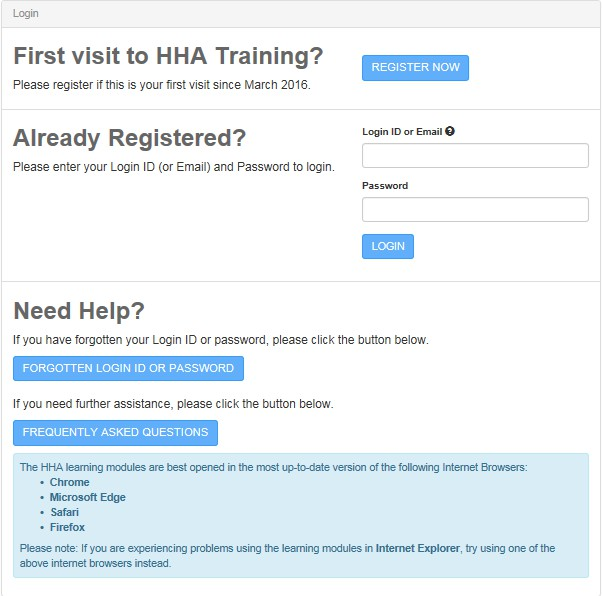 Login
First visit to HHA Training?
Please register if this is your first visit since March 2016.
REGISTER NOW
Already Registered?
Please enter your Login ID (or Email) and Password to login.
Login ID or Email ?
Password
LOGIN
Need Help?
If you have forgotten your Login ID or password, please click the button below.
FORGOTTEN LOGIN ID OR PASSWORD
If you need further assistance, please click the button below.
FREQUENTLY ASKED QUESTIONS
The HHA learning modules are best opened in the most up-to-date version of the following Internet Browsers:
• Chrome
• Microsoft Edge
• Safari
• Firefox
Please note: If you are experiencing problems using the learning modules in Internet Explorer, try using one of the
above internet browsers instead.